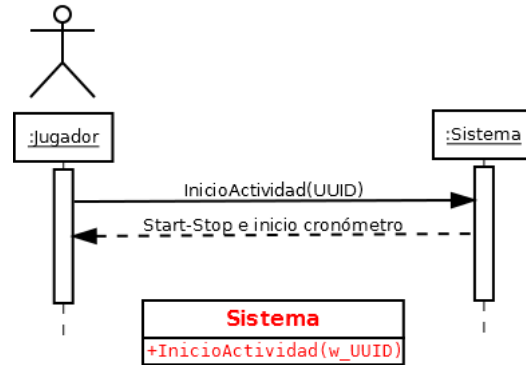 :Jugador
:Sistema
InicioActividad(UUID)
Start-Stop e inicio cronómetro
Sistema
+InicioActividad(w_UUID)